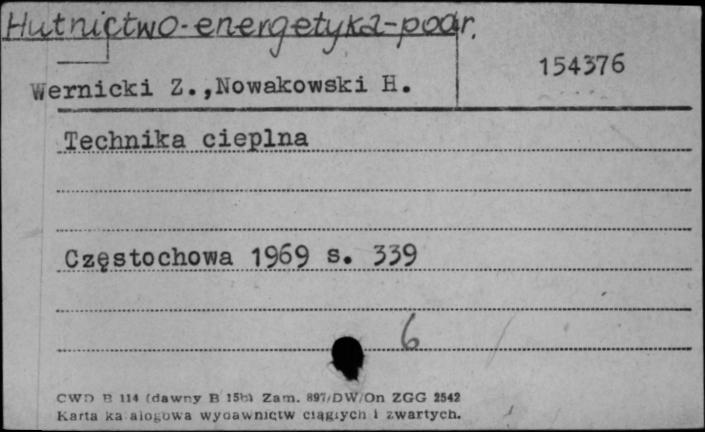 Hutnictwo-energetyka-podr.
154376
Wernicki Z.,Nowakowski H.
Technika cieplna
Częstochowa 1969 s. 339
6
CWD B 114 (dawny B 15b) Zam. 897/DW/On ZGG 2542
Karta katalogowa wydawnictw ciągłych i zwartych.